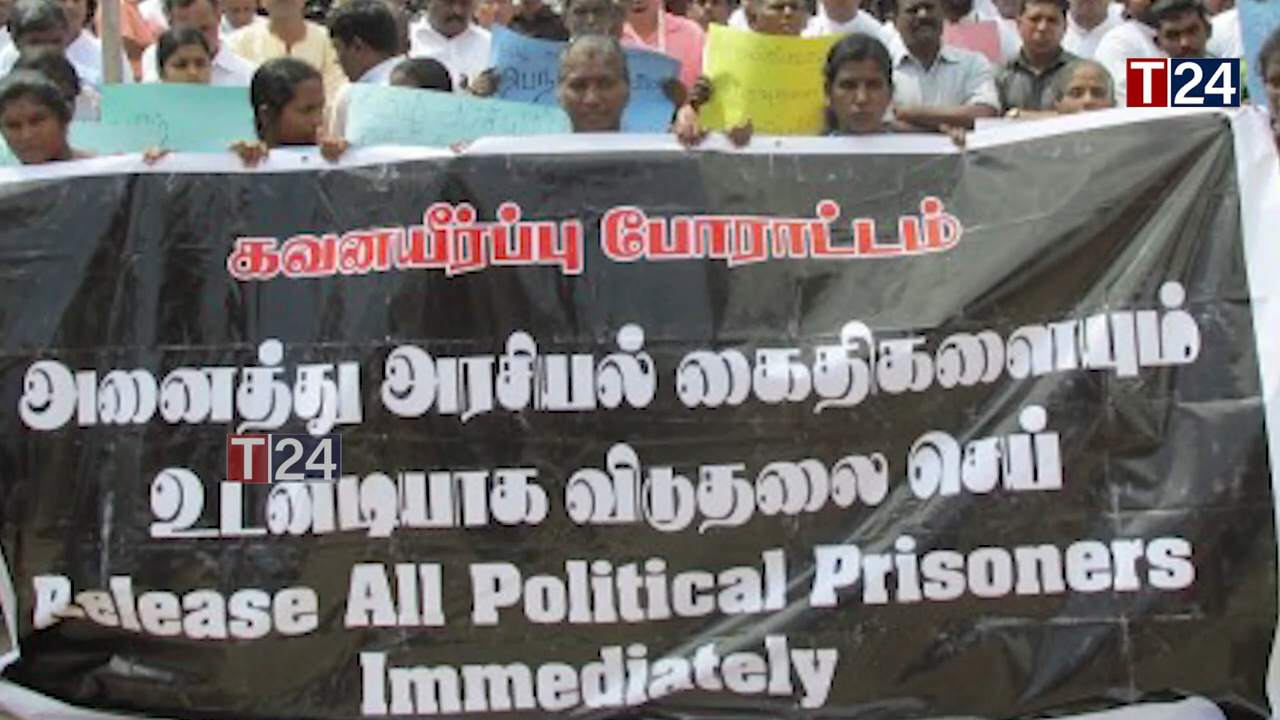 T24
கவனயீர்ப்பு போராட்டம்
அனைத்து அரசியல் கைதிகளையும்
T24
உடனடியாக விடுதலை செய்
Release All Political Prisoners
Immediately